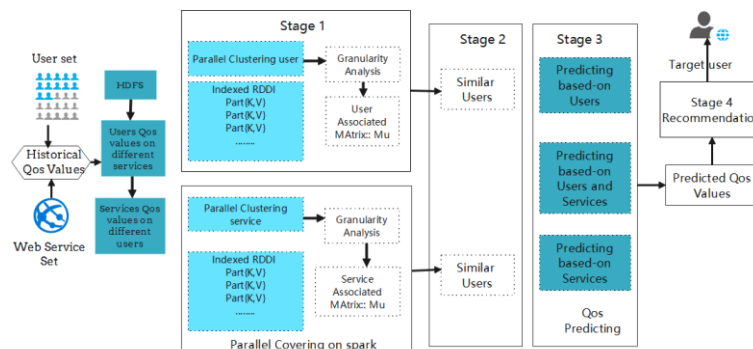 User set
Historical
Qos Values
Web Service
Set
HDFS
Users Qos
values on
different
services
Services Qos
values on
different
users
Stage 1
Parallel Clustering user
Indexed RDDI
Part(K,V)
Part(K,V)
Part(K,V)
........
Granularity
Analysis
User
Associated
MAtrix:: Mu
Parallel Clustering
service
Indexed RDDI
Part(K,V)
Part(K,V)
Part(K,V)
........
Granularity
Analysis
Service
Associated
MAtrix:: Mu
Parallel Covering on spark
Stage 2
Similar
Users
Similar
Users
Stage 3
Predicting
based-on
Users
Predicting
based-on
Users and
Services
Predicting
based-on
Services
Qos
Predicting
Target user
Stage 4
Recommendation
Predicted Qos
Values